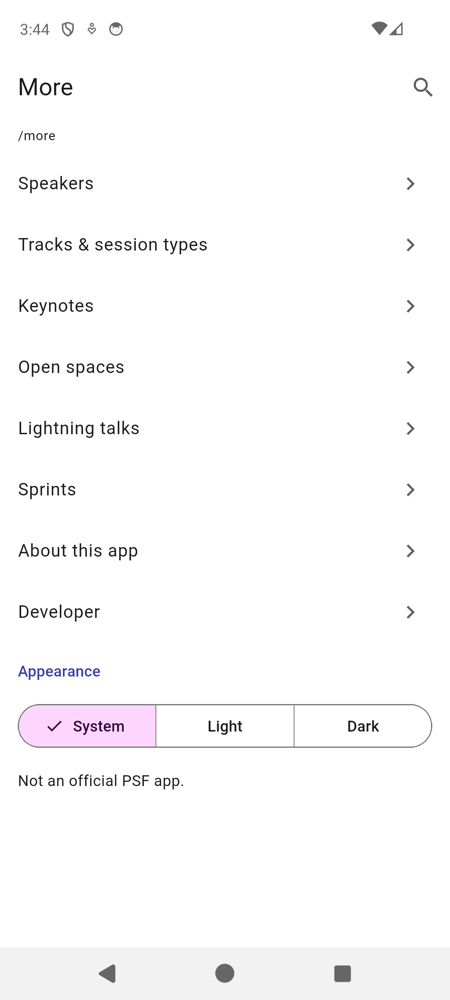 3:44
More
/more
Speakers
Tracks & session types
Keynotes
Open spaces
Lightning talks
Sprints
About this app
Developer
Appearance
System
Light
Dark
Not an official PSF app.